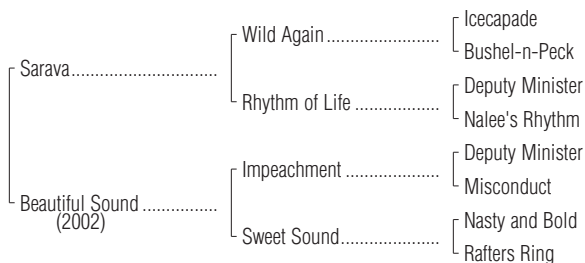 Icecapade
Wild Again
Bushel-n-Peck
Sarava
Deputy Minister
Rhythm of Life
Nalee's Rhythm
Deputy Minister
Impeachment
Misconduct
Beautiful Sound
(2002)
Nasty and Bold
Sweet Sound
Rafters Ring